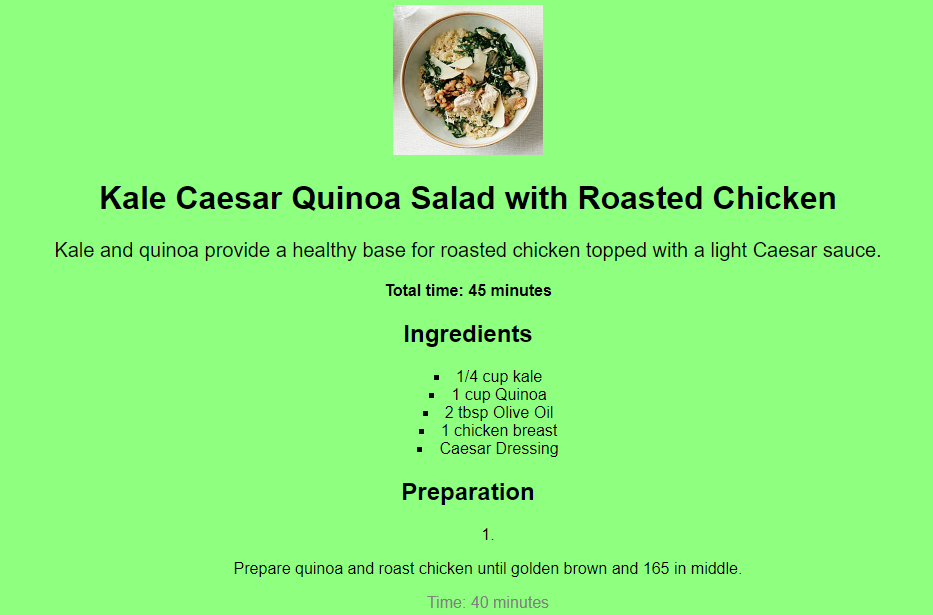 Kale Caesar Quinoa Salad with Roasted Chicken
Kale and quinoa provide a healthy base for roasted chicken topped with a light Caesar sauce.
Total time: 45 minutes
Ingredients
▪ 1/4 cup kale
▪ 1 cup Quinoa
▪ 2 tbsp Olive Oil
▪ 1 chicken breast
▪ Caesar Dressing
Preparation
1.
Prepare quinoa and roast chicken until golden brown and 165 in middle.
Time: 40 minutes